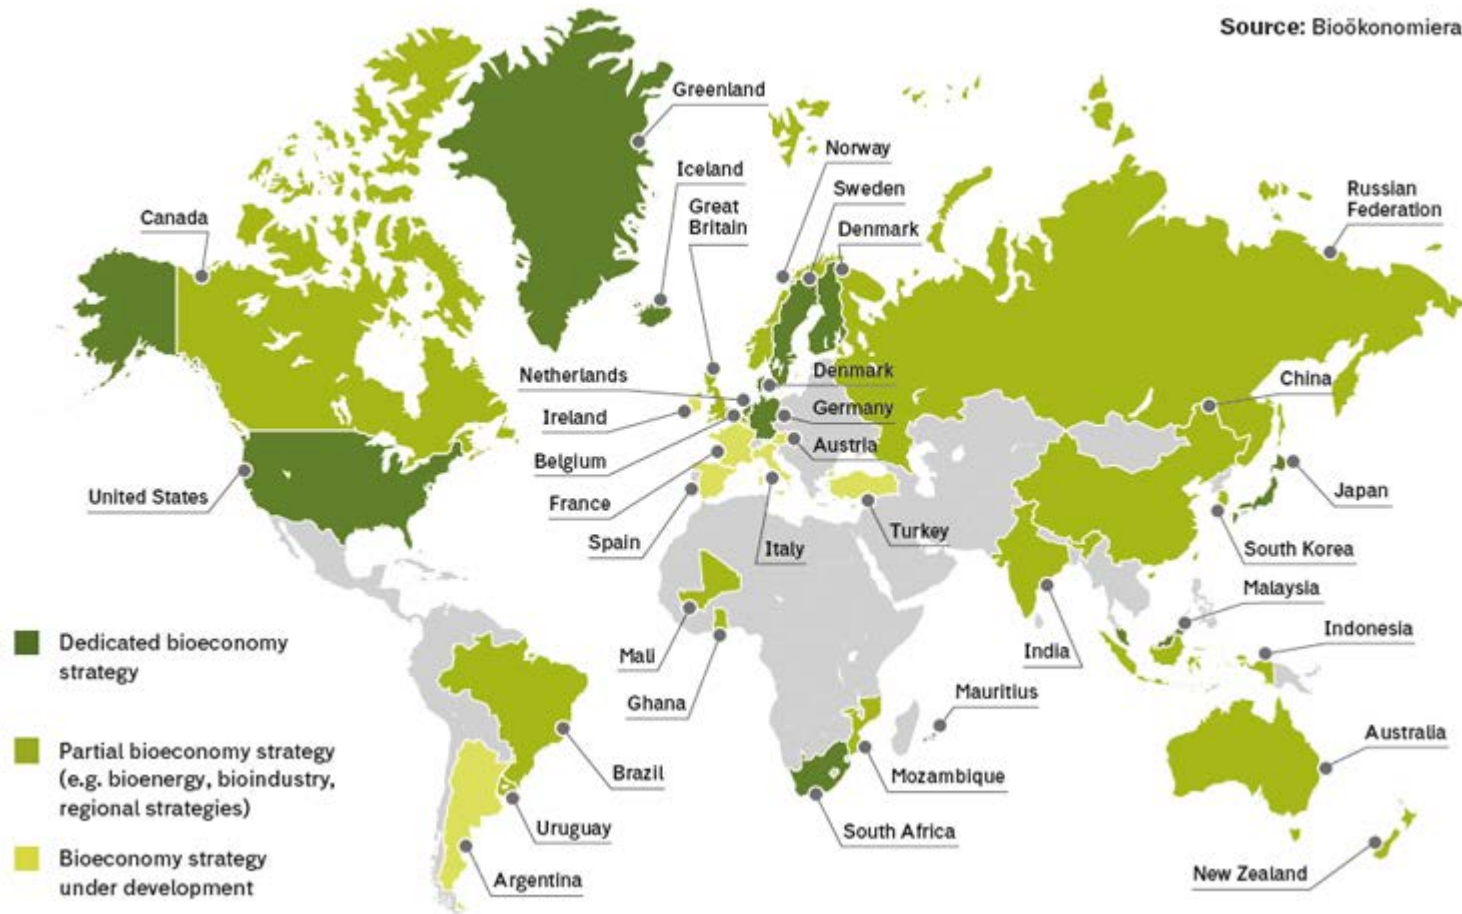 Source: Bioökonomiera
Greenland
Norway
Iceland
Sweden
Great
Britain
Canada
Denmark
Russian
Federation
Netherlands
Denmark
China
Ireland
Germany
Belgium
Austria
United States
France
Japan
Spain
Italy
Turkey
South Korea
Malaysia
Indonesia
India
Mali
Ghana
Mauritius
Australia
Brazil
Mozambique
Uruguay
South Africa
New Zealand
Argentina
Dedicated bioeconomy
strategy
Partial bioeconomy strategy
(e.g. bioenergy, bioindustry,
regional strategies)
Bioeconomy strategy
under development